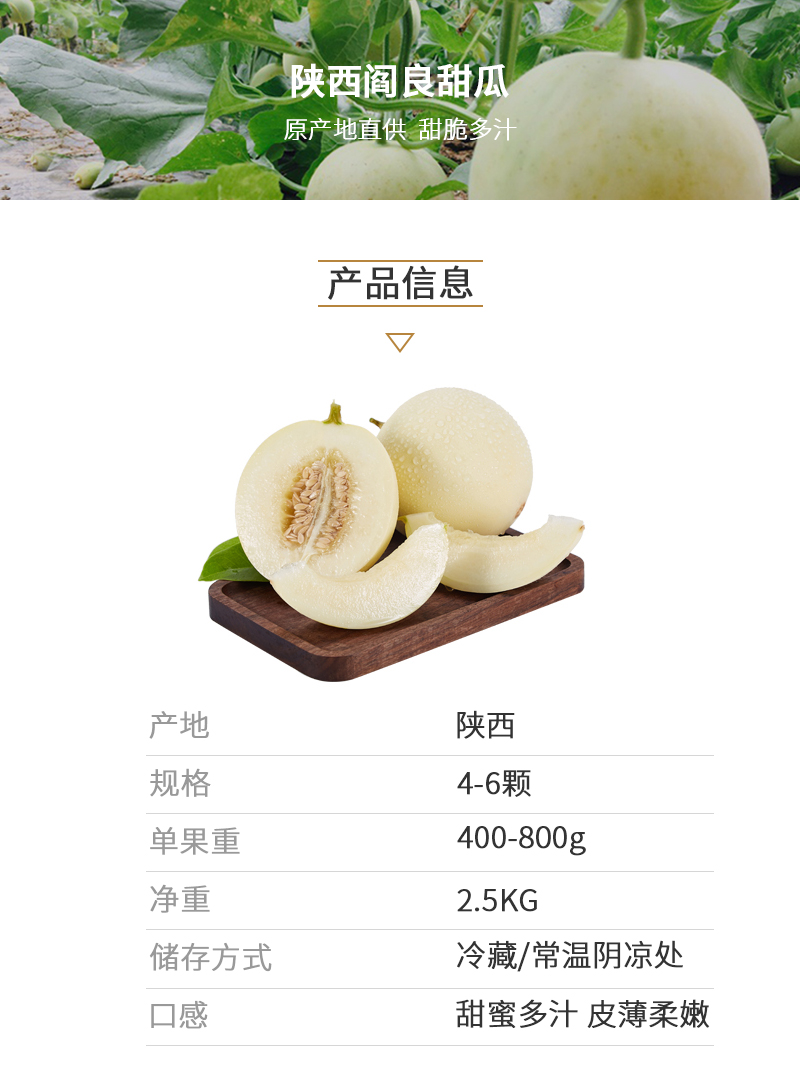 陕西阎良甜瓜
原产地直供 甜脆多汁
产品信息
产地 陕西
规格 4-6颗
单果重 400-800g
净重 2.5KG
储存方式 冷藏/常温阴凉处
口感 甜蜜多汁 皮薄柔嫩